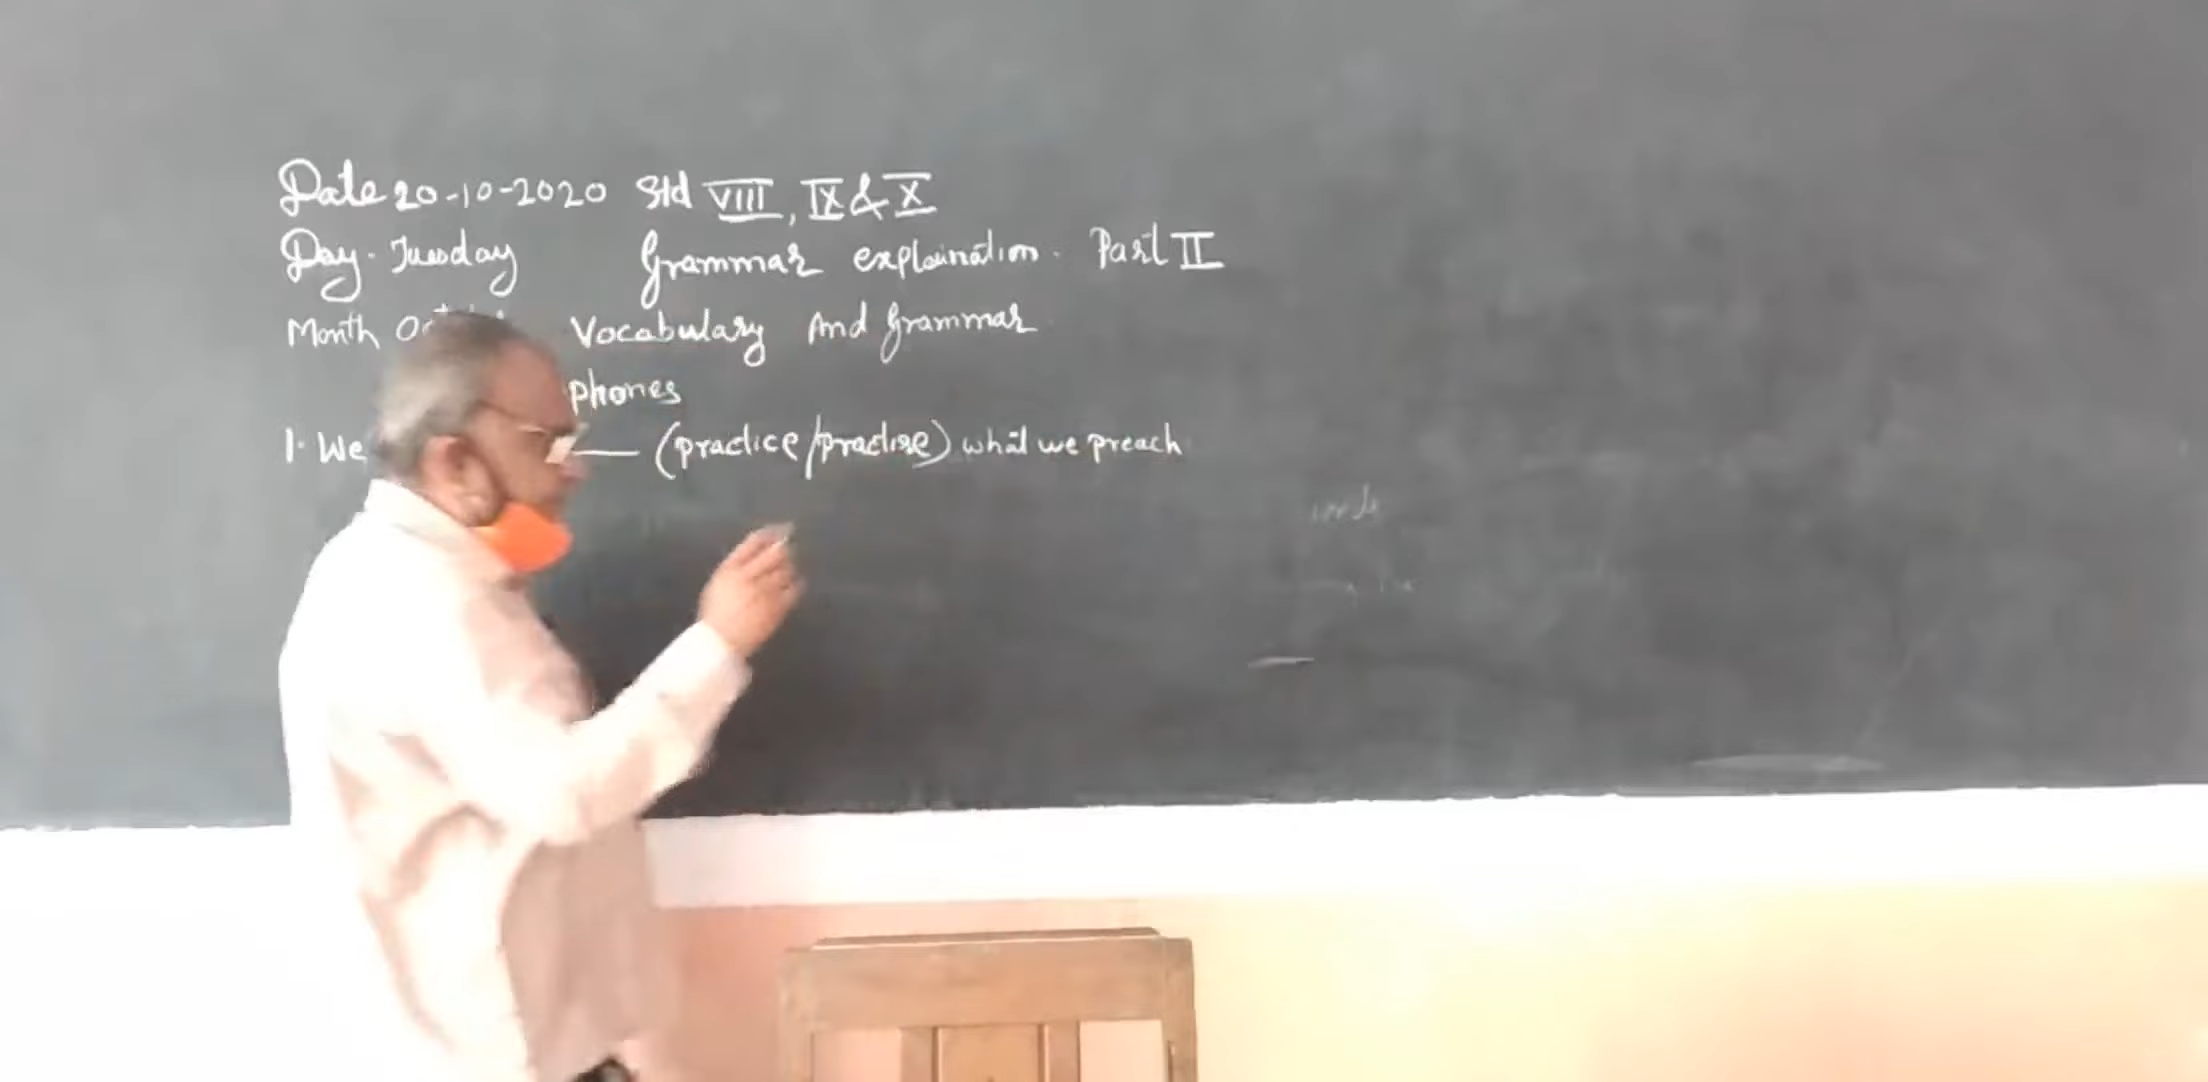 Date 20-10-2020 Std VIII, IX & X
Day. Tuesday Grammar explaination. Part II
Month Vocabulary And Grammar
phones
1. We (practice/practise) what we preach